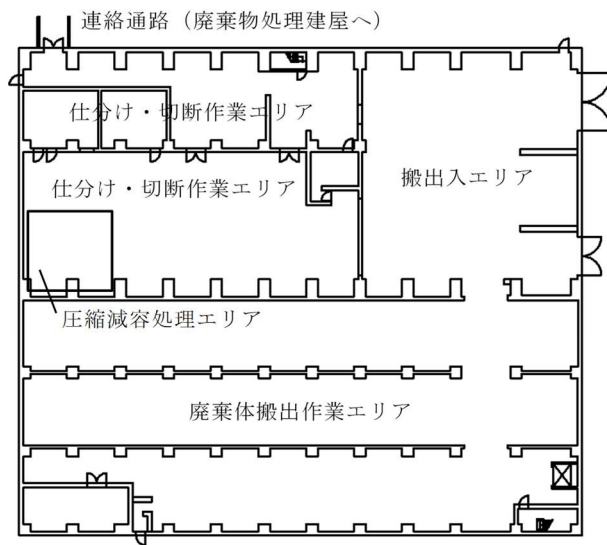 連絡通路（廃棄物処理建屋へ）
仕分け・切断作業エリア
仕分け・切断作業エリア
搬出入エリア
圧縮減容処理エリア
廃棄体搬出作業エリア